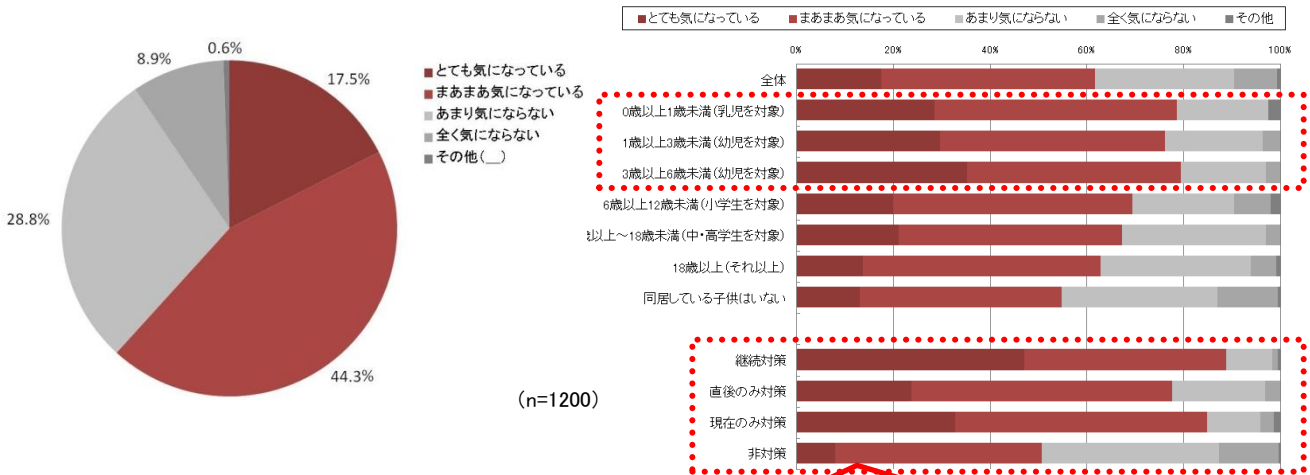 0.6%
8.9%
17.5%
28.8%
44.3%
とても気になっている
まあまあ気になっている
あまり気にならない
全く気にならない
その他(__)
(n=1200)
とても気になっている まあまあ気になっている あまり気にならない 全く気にならない その他
0% 20% 40% 60% 80% 100%
全体
0歳以上1歳未満(乳児を対象)
1歳以上3歳未満(幼児を対象)
3歳以上6歳未満(幼児を対象)
6歳以上12歳未満(小学生を対象)
以上～18歳未満(中・高学生を対象)
18歳以上(それ以上)
同居している子供はいない
継続対策
直後のみ対策
現在のみ対策
非対策